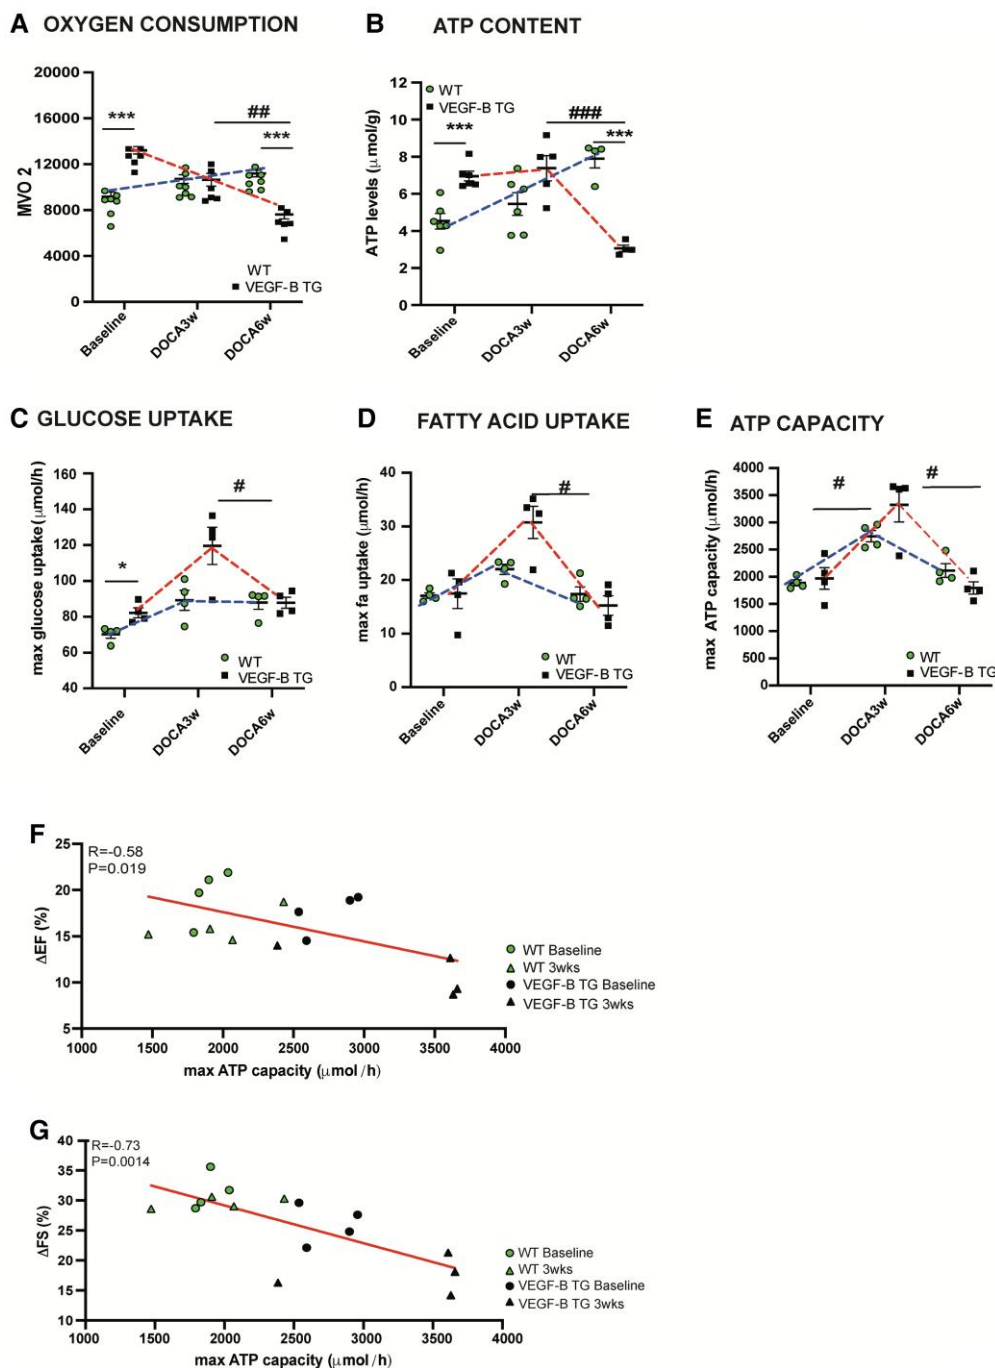 A OXYGEN CONSUMPTION
MVO 2
20000
16000
12000
8000
4000
0
***
##
***
WT
VEGF-B TG
Baseline
DOCA3w
DOCA6w
B ATP CONTENT
ATP levels (μmol/g)
12
10
8
6
4
2
0
WT
VEGF-B TG
***
###
***
Baseline
DOCA3w
DOCA6w
C GLUCOSE UPTAKE
max glucose uptake (μmol/h)
160
140
120
100
80
60
40
*
#
WT
VEGF-B TG
Baseline
DOCA3w
DOCA6w
D FATTY ACID UPTAKE
max fa uptake (μmol/h)
40
30
20
10
0
#
WT
VEGF-B TG
Baseline
DOCA3w
DOCA6w
E ATP CAPACITY
max ATP capacity (μmol/h)
4000
3500
3000
2500
2000
1500
1000
500
0
#
#
WT
VEGF-B TG
Baseline
DOCA3w
DOCA6w
F
R=-0.58
P=0.019
ΔEF (%)
25
20
15
10
5
1000 1500 2000 2500 3000 3500 4000
max ATP capacity (μmol /h)
WT Baseline
WT 3wks
VEGF-B TG Baseline
VEGF-B TG 3wks
G
R=-0.73
P=0.0014
ΔFS (%)
40
35
30
25
20
15
10
1000 1500 2000 2500 3000 3500 4000
max ATP capacity (μmol /h)
WT Baseline
WT 3wks
VEGF-B TG Baseline
VEGF-B TG 3wks